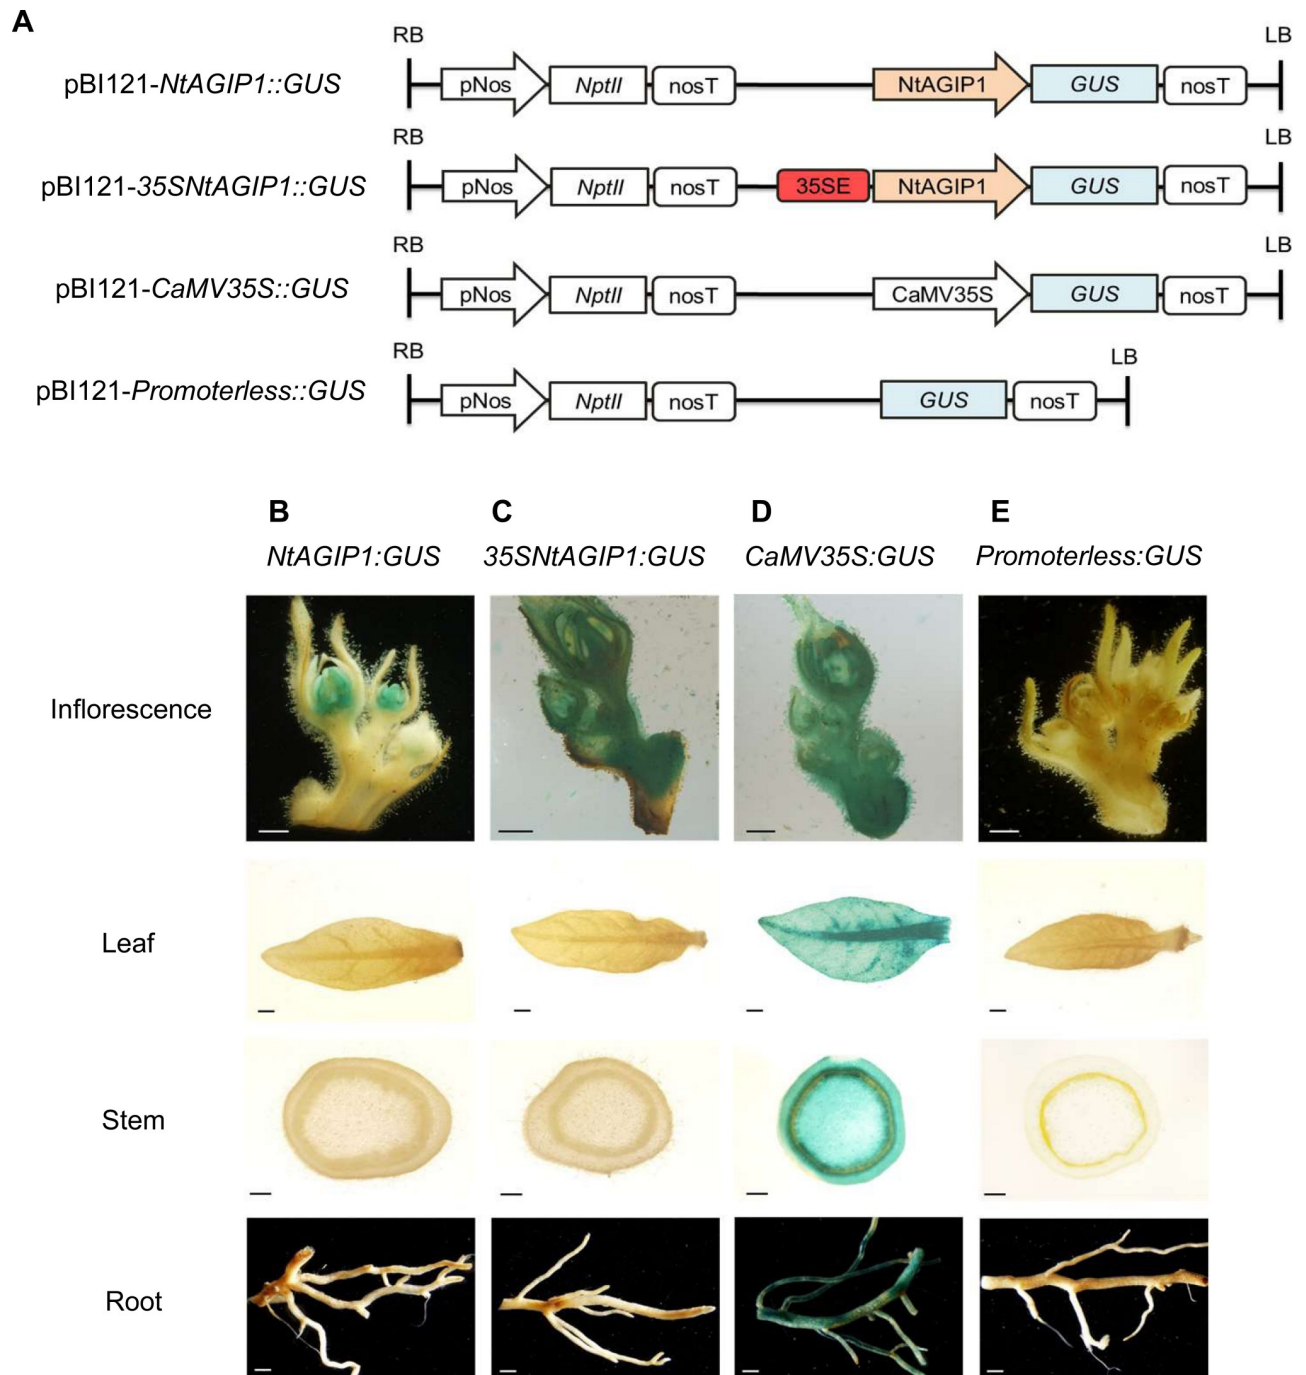 A
RB LB
pBI121-NtAGIP1::GUS pNos NptII nosT NtAGIP1 GUS nosT
RB LB
pBI121-35SNtAGIP1::GUS pNos NptII nosT 35SE NtAGIP1 GUS nosT
RB LB
pBI121-CaMV35S::GUS pNos NptII nosT CaMV35S GUS nosT
RB LB
pBI121-Promoterless::GUS pNos NptII nosT GUS nosT
B C D E
NtAGIP1:GUS 35SNtAGIP1:GUS CaMV35S:GUS Promoterless:GUS
Inflorescence
Leaf
Stem
Root